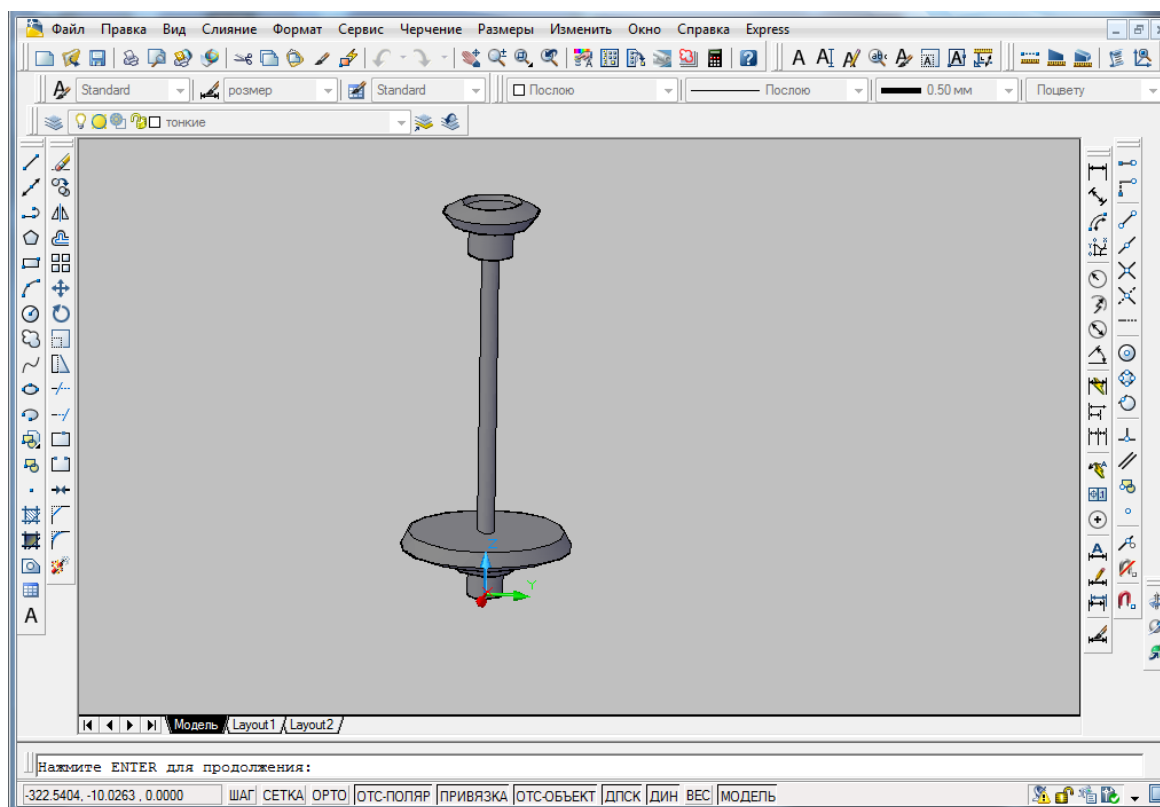 Файл Правка Вид Слияние Формат Сервис Черчение Размеры Изменить Окно Справка Express
Standard розмер Standard Послою Послою 0.50 мм Поцвету
тонкие
Z
Y
Модель Layout1 Layout2
Нажмите ENTER для продолжения:
-322.5404, -10.0263 , 0.0000 ШАГ СЕТКА ОРТО ОТС-ПОЛЯР ПРИВЯЗКА ОТС-ОБЪЕКТ ДПСК ДИН ВЕС МОДЕЛЬ